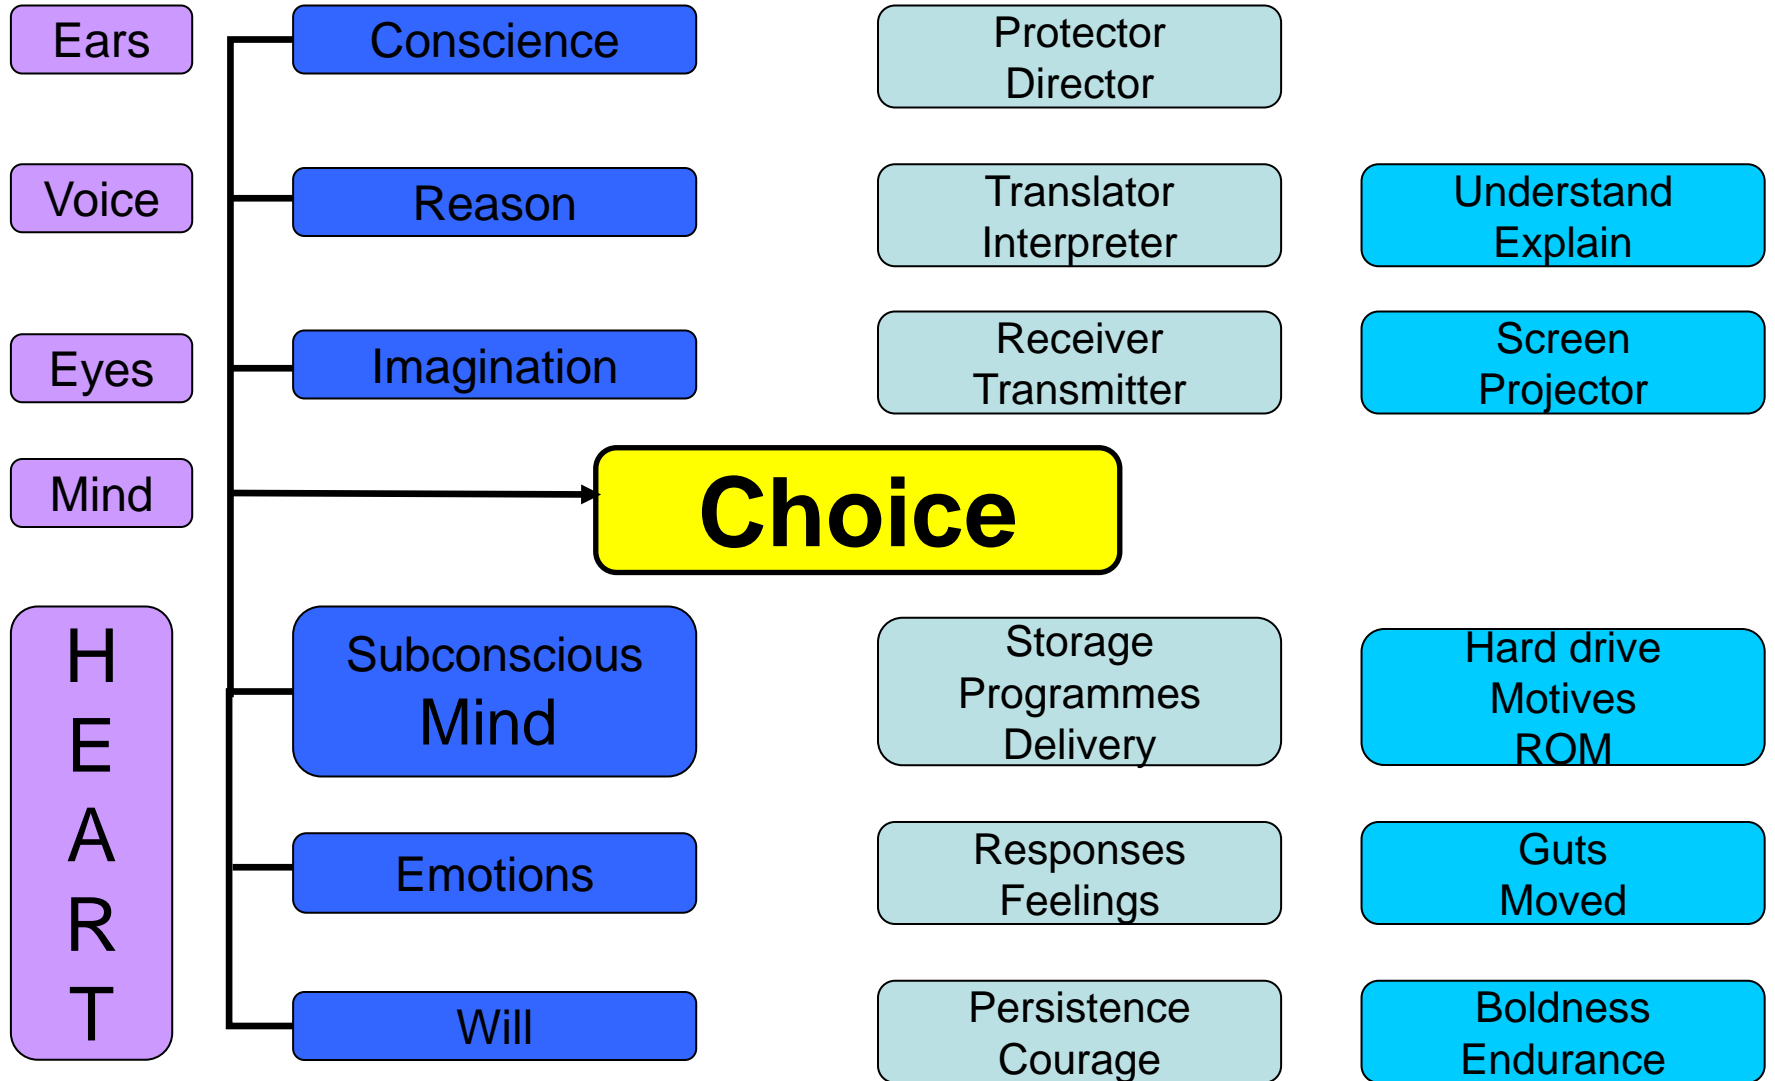 Ears
Conscience
Protector
Director
Voice
Reason
Translator
Interpreter
Understand
Explain
Eyes
Imagination
Receiver
Transmitter
Screen
Projector
Mind
Choice
H
E
A
R
T
Subconscious
Mind
Storage
Programmes
Delivery
Hard drive
Motives
ROM
Emotions
Responses
Feelings
Guts
Moved
Will
Persistence
Courage
Boldness
Endurance